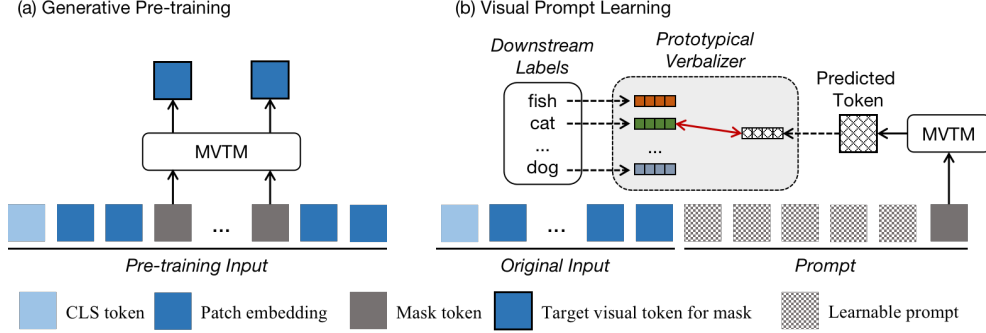 (a) Generative Pre-training
MVTM
...
Pre-training Input
(b) Visual Prompt Learning
Downstream
Labels
Prototypical
Verbalizer
Predicted
Token
fish
cat
...
dog
...
MVTM
...
Original Input
Prompt
CLS token
Patch embedding
Mask token
Target visual token for mask
Learnable prompt